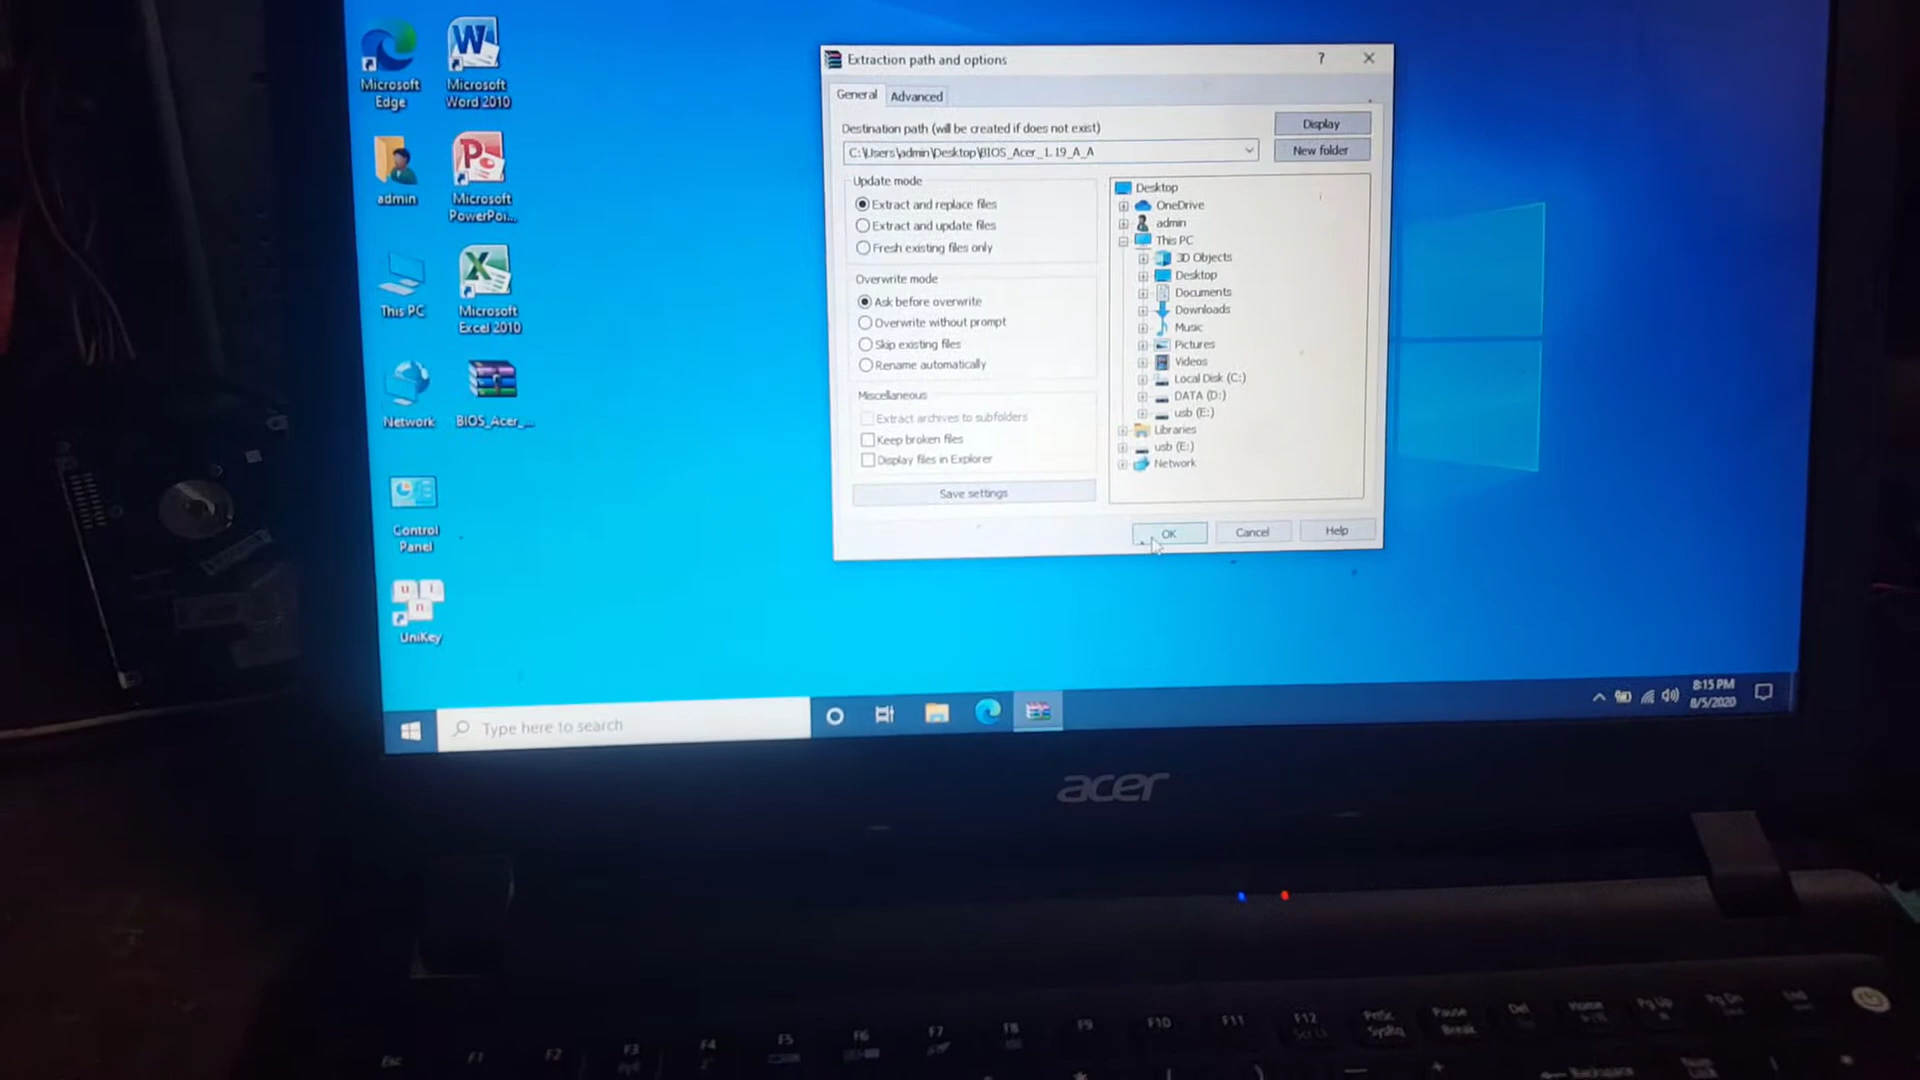 Microsoft
Edge
Microsoft
Word 2010
admin
Microsoft
PowerPoi...
This PC
Microsoft
Excel 2010
Network
BIOS_Acer_...
Control
Panel
UniKey
Extraction path and options
?
General
Advanced
Destination path (will be created if does not exist)
Display
C:\Users\admin\Desktop\BIOS_Acer_1.19_A_A
New folder
Update mode
Extract and replace files
Extract and update files
Fresh existing files only
Overwrite mode
Ask before overwrite
Overwrite without prompt
Skip existing files
Rename automatically
Miscellaneous
Extract archives to subfolders
Keep broken files
Display files in Explorer
Save settings
Desktop
OneDrive
admin
This PC
3D Objects
Desktop
Documents
Downloads
Music
Pictures
Videos
Local Disk (C:)
DATA (D:)
usb (E:)
Libraries
usb (E:)
Network
OK
Cancel
Help
Type here to search
8:15 PM
8/5/2020
acer
Esc
F1
F2
F3
F4
F5
F6
F7
F8
F9
F10
F11
F12
Scr Lk
PrtSc
SysRq
Pause
Break
Del
Home
Pg Up
Pg Dn
End
Backspace
Num
Lock